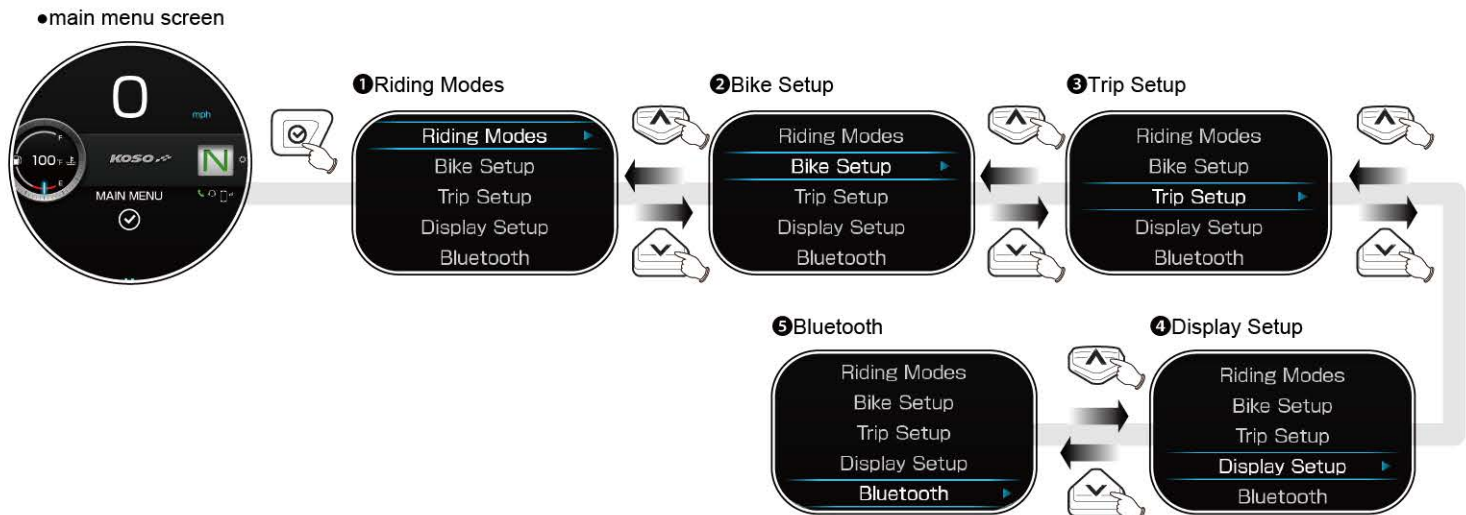 ●main menu screen
0
mph
F
100°F
E
KOSO
N
MAIN MENU
❶Riding Modes
Riding Modes
Bike Setup
Trip Setup
Display Setup
Bluetooth
❷Bike Setup
Riding Modes
Bike Setup
Trip Setup
Display Setup
Bluetooth
❸Trip Setup
Riding Modes
Bike Setup
Trip Setup
Display Setup
Bluetooth
❺Bluetooth
Riding Modes
Bike Setup
Trip Setup
Display Setup
Bluetooth
❹Display Setup
Riding Modes
Bike Setup
Trip Setup
Display Setup
Bluetooth